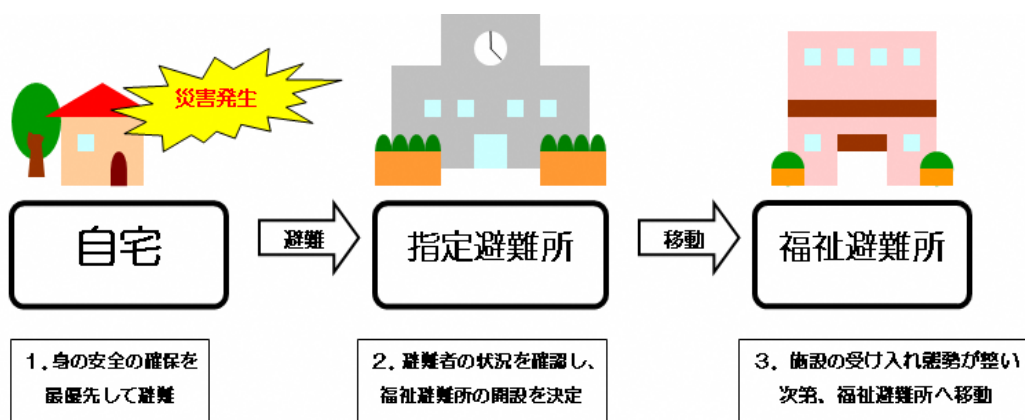 災害発生
自宅
避難
指定避難所
移動
福祉避難所
1．身の安全の確保を
最優先して避難
2．避難者の状況を確認し、
福祉避難所の開設を決定
3．施設の受け入れ態勢が整い
次第、福祉避難所へ移動